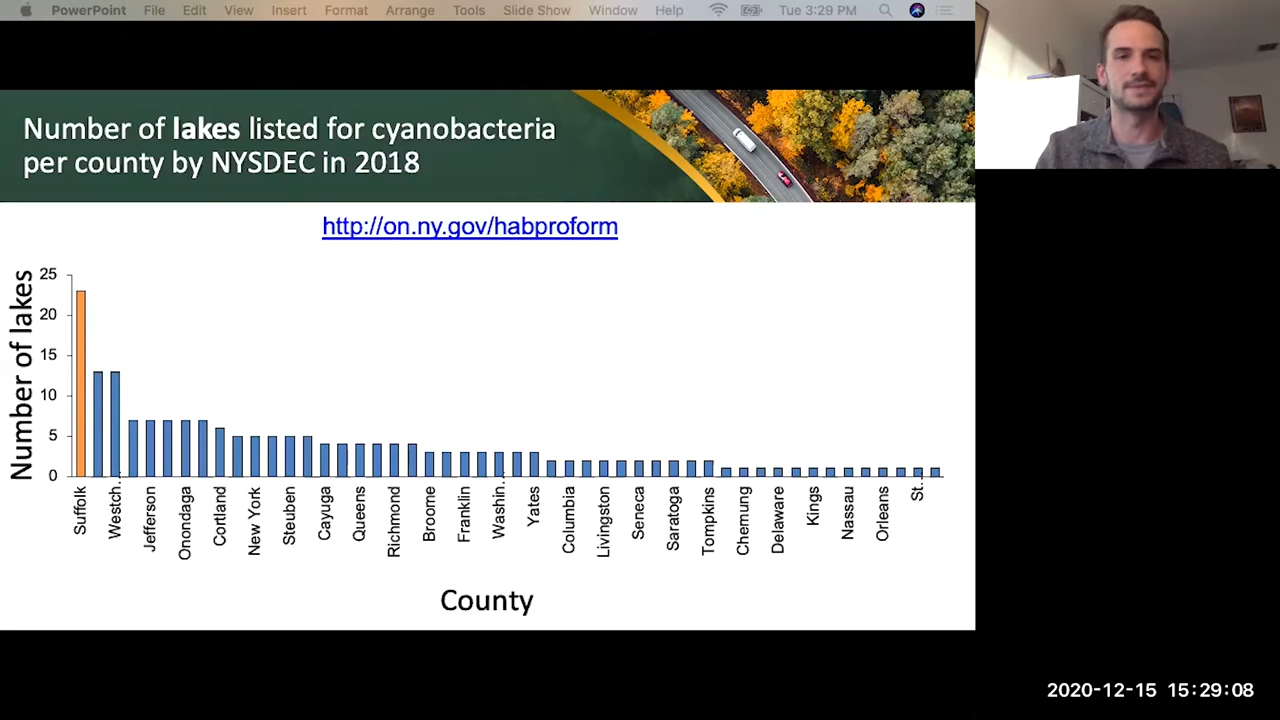 PowerPoint File Edit View Insert Format Arrange Tools Slide Show Window Help Tue 3:29 PM
Number of lakes listed for cyanobacteria
per county by NYSDEC in 2018
http://on.ny.gov/habproform
Number of lakes
25
20
15
10
5
0
Suffolk
Westch...
Jefferson
Onondaga
Cortland
New York
Steuben
Cayuga
Queens
Richmond
Broome
Franklin
Washin...
Yates
Columbia
Livingston
Seneca
Saratoga
Tompkins
Chemung
Delaware
Kings
Nassau
Orleans
St...
County
2020-12-15 15:29:08